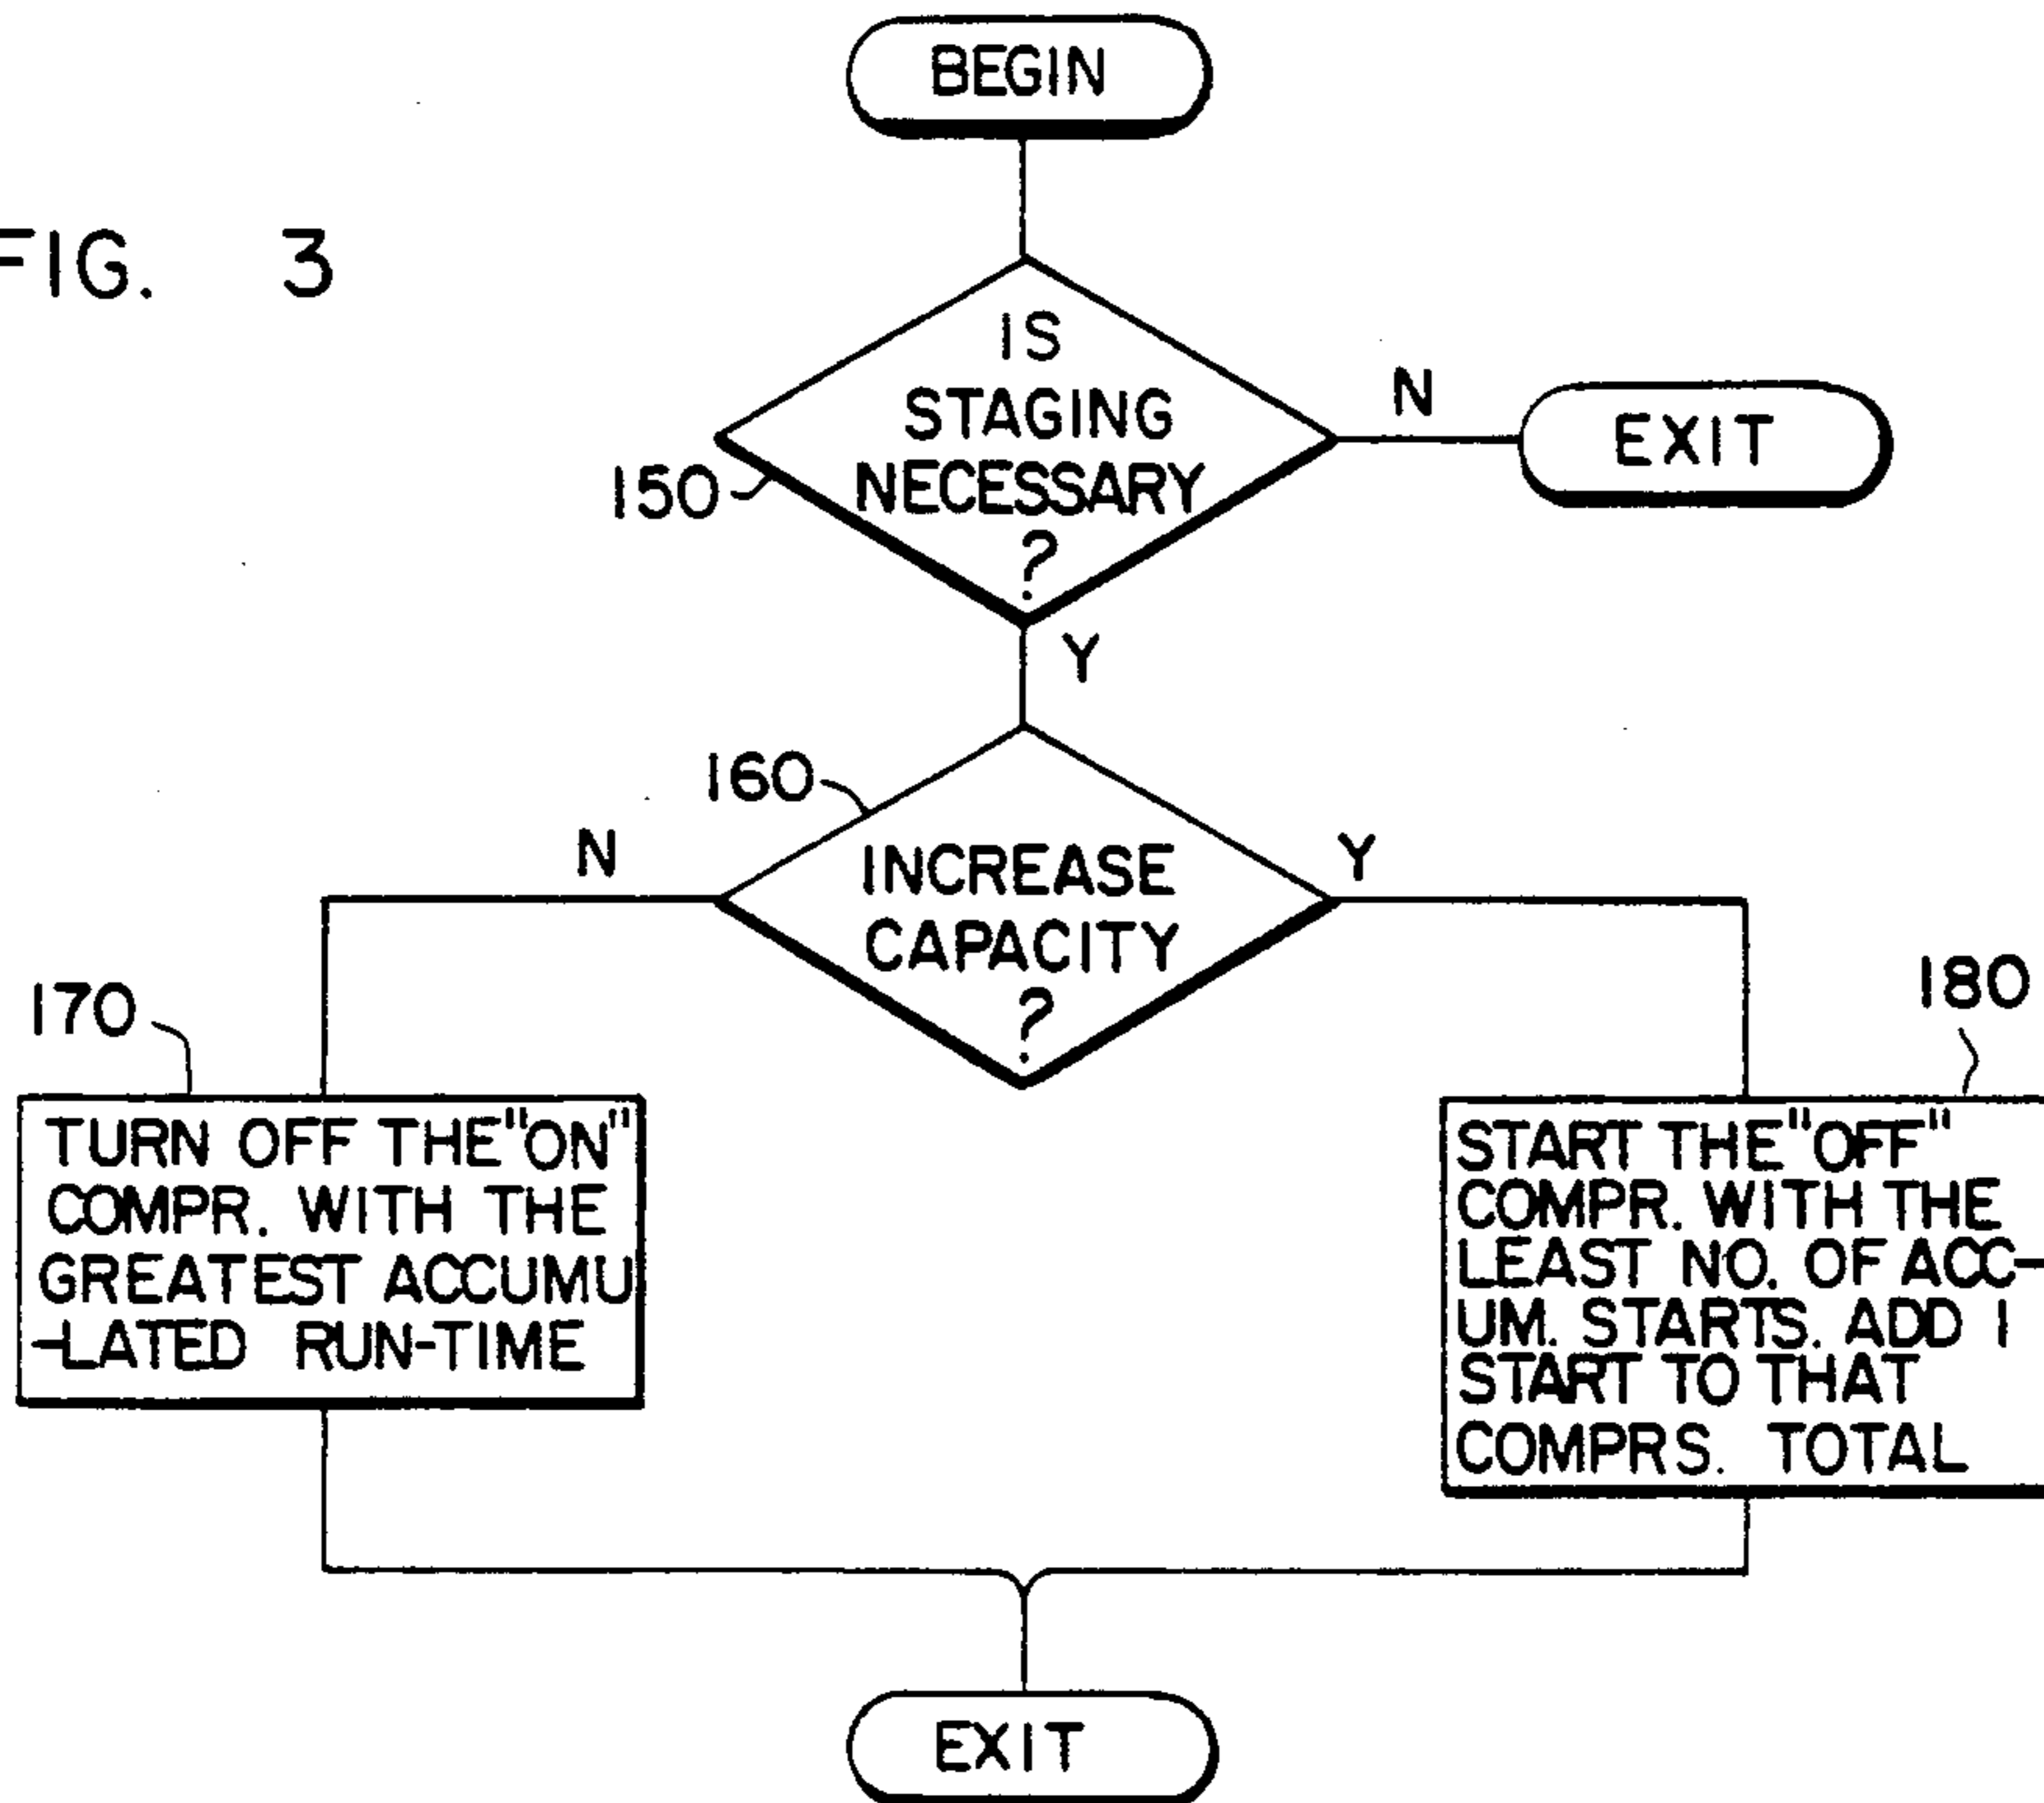 BEGIN
FIG. 3
IS
STAGING
NECESSARY
?
N
EXIT
150
Y
160
INCREASE
CAPACITY
?
N
Y
170
180
TURN OFF THE "ON"
COMPR. WITH THE
GREATEST ACCUMU
-LATED RUN-TIME
START THE "OFF"
COMPR. WITH THE
LEAST NO. OF ACC-
UM. STARTS. ADD 1
START TO THAT
COMPRS. TOTAL
EXIT